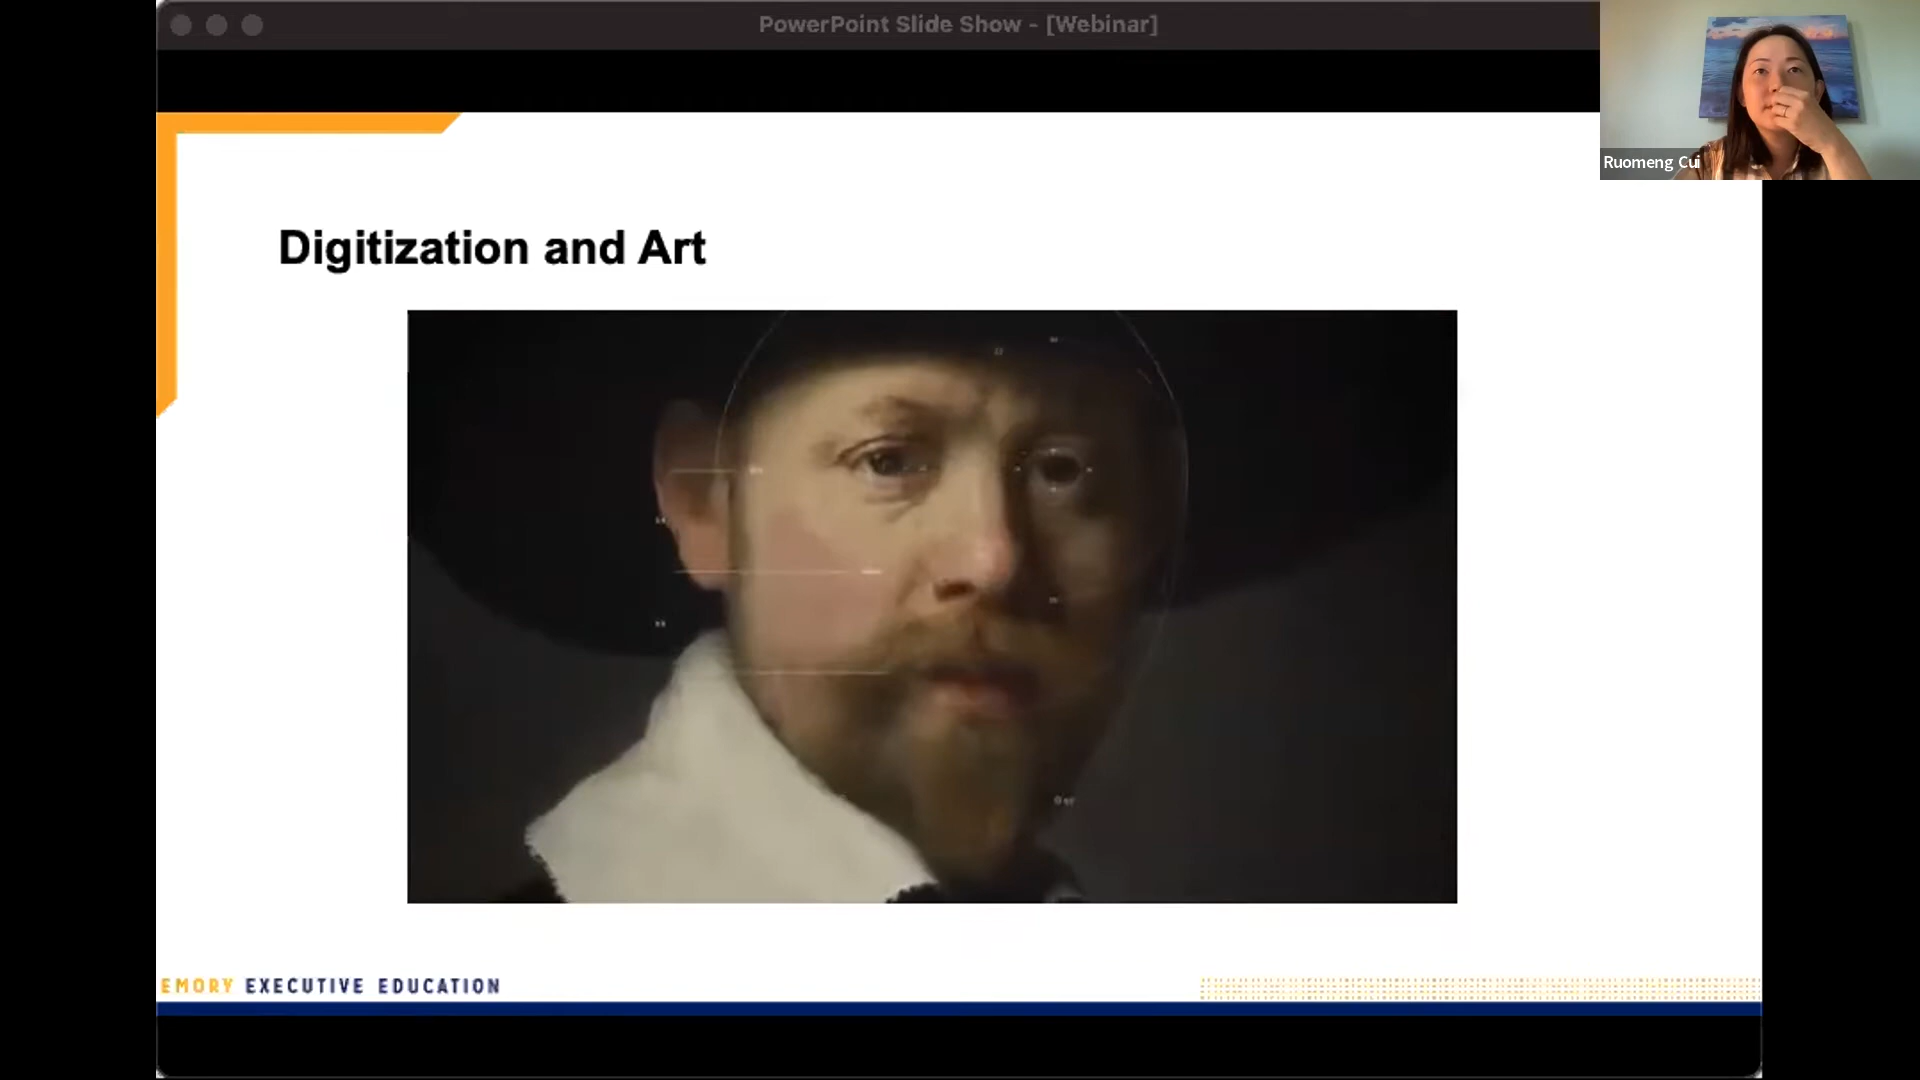 PowerPoint Slide Show - [Webinar]
Ruomeng Cui
Digitization and Art
EMORY EXECUTIVE EDUCATION